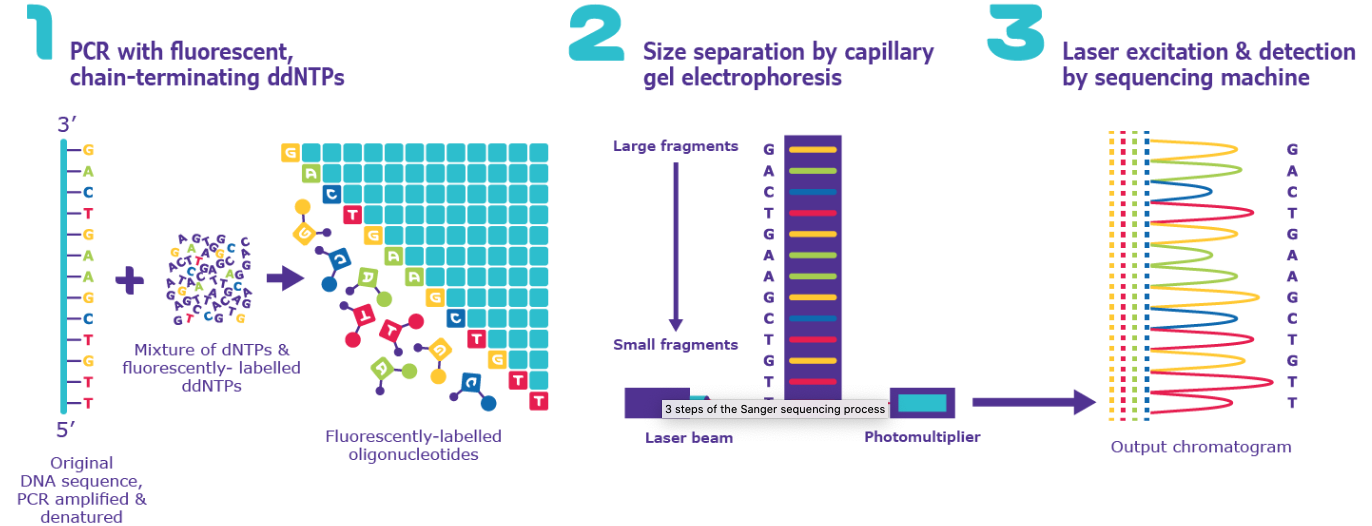 1
PCR with fluorescent,
chain-terminating ddNTPs
3′
G
A
C
T
G
A
A
G
C
T
G
T
T
5′
Original
DNA sequence,
PCR amplified &
denatured
+
Mixture of dNTPs &
fluorescently- labelled
ddNTPs
G
A
C
T
G
A
A
G
C
T
G
T
T
G
C
A
T
T
G
A
C
Fluorescently-labelled
oligonucleotides
2
Size separation by capillary
gel electrophoresis
Large fragments
Small fragments
G
A
C
T
G
A
A
G
C
T
G
T
3 steps of the Sanger sequencing process
Laser beam
Photomultiplier
3
Laser excitation & detection
by sequencing machine
G
A
C
T
G
A
A
G
C
T
G
T
T
Output chromatogram